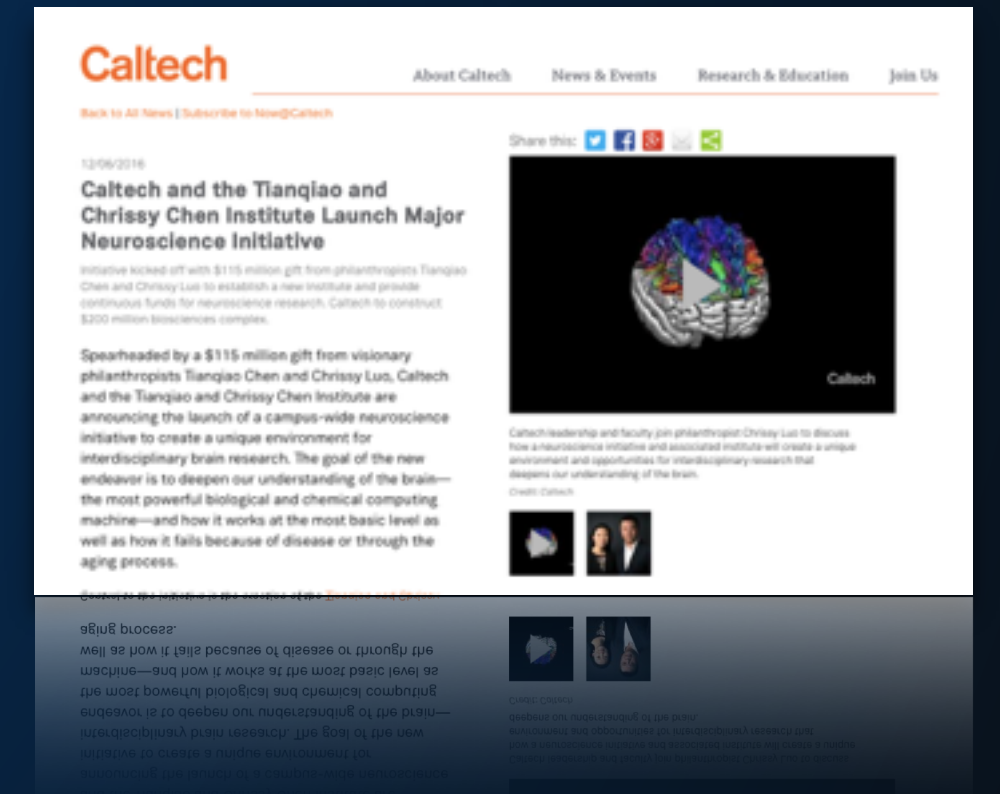 Caltech
About Caltech News & Events Research & Education Join Us
Back to All News | Subscribe to Now@Caltech
Share this:
12/06/2016
Caltech and the Tianqiao and
Chrissy Chen Institute Launch Major
Neuroscience Initiative
Initiative kicked off with $115 million gift from philanthropists Tianqiao
Chen and Chrissy Luo to establish a new institute and provide
continuous funds for neuroscience research. Caltech to construct
$200 million biosciences complex.
Spearheaded by a $115 million gift from visionary
philanthropists Tianqiao Chen and Chrissy Luo, Caltech
and the Tianqiao and Chrissy Chen Institute are
announcing the launch of a campus-wide neuroscience
initiative to create a unique environment for
interdisciplinary brain research. The goal of the new
endeavor is to deepen our understanding of the brain—
the most powerful biological and chemical computing
machine—and how it works at the most basic level as
well as how it fails because of disease or through the
aging process.
Caltech
Caltech leadership and faculty join philanthropist Chrissy Luo to discuss
how a neuroscience initiative and associated institute will create a unique
environment and opportunities for interdisciplinary research that
deepens our understanding of the brain.
Credit: Caltech